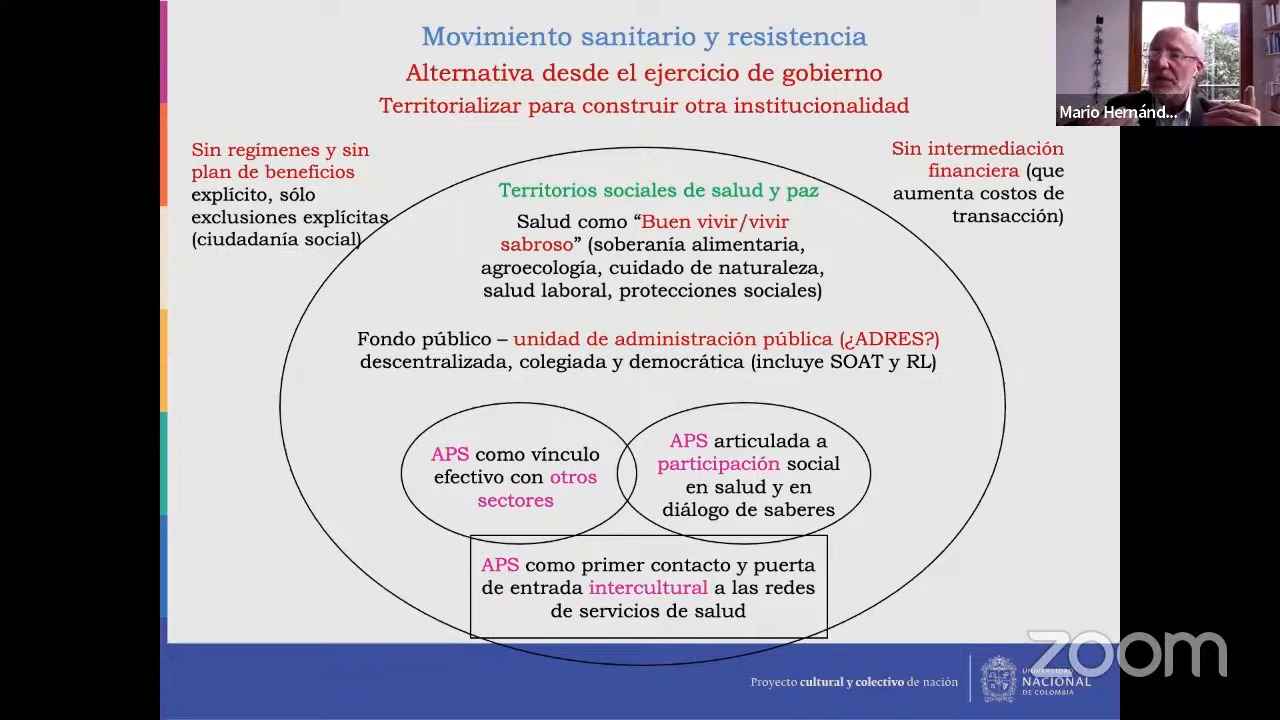 Movimiento sanitario y resistencia
Alternativa desde el ejercicio de gobierno
Territorializar para construir otra institucionalidad
Mario Hernánd...
Sin regímenes y sin
plan de beneficios
explícito, sólo
exclusiones explícitas
(ciudadanía social)
Sin intermediación
financiera (que
aumenta costos de
transacción)
Territorios sociales de salud y paz
Salud como “Buen vivir/vivir
sabroso” (soberanía alimentaria,
agroecología, cuidado de naturaleza,
salud laboral, protecciones sociales)
Fondo público – unidad de administración pública (¿ADRES?)
descentralizada, colegiada y democrática (incluye SOAT y RL)
APS como vínculo
efectivo con otros
sectores
APS articulada a
participación social
en salud y en
diálogo de saberes
APS como primer contacto y puerta
de entrada intercultural a las redes
de servicios de salud
zoom
Proyecto cultural y colectivo de nación
UNIVERSIDAD
NACIONAL
DE COLOMBIA